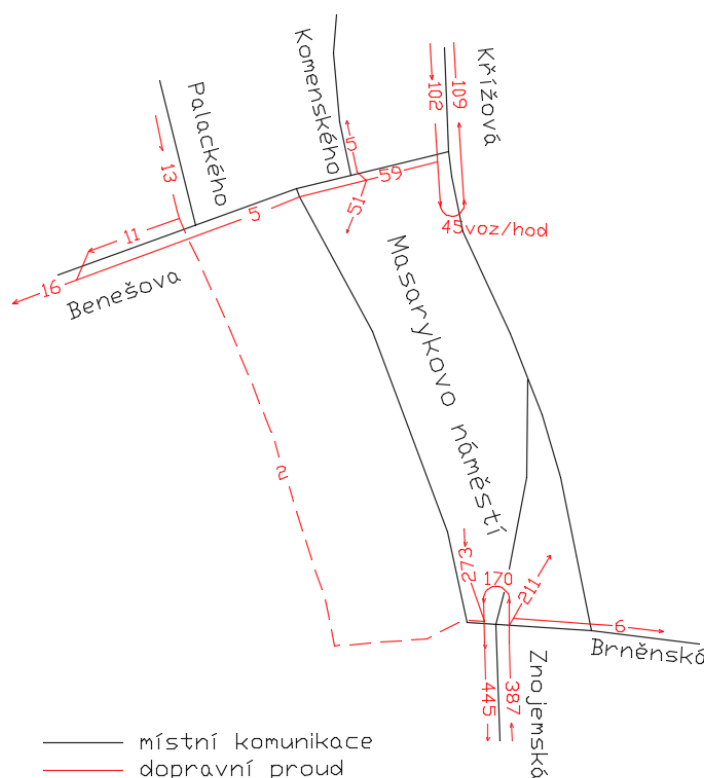 Palackého
Komenského
Křížová
102
109
13
5
59
51
11
5
45voz/hod
16
Benešova
Masarykovo náměstí
2
273
170
211
6
Brněnská
445
387
Znojemská
místní komunikace
dopravní proud